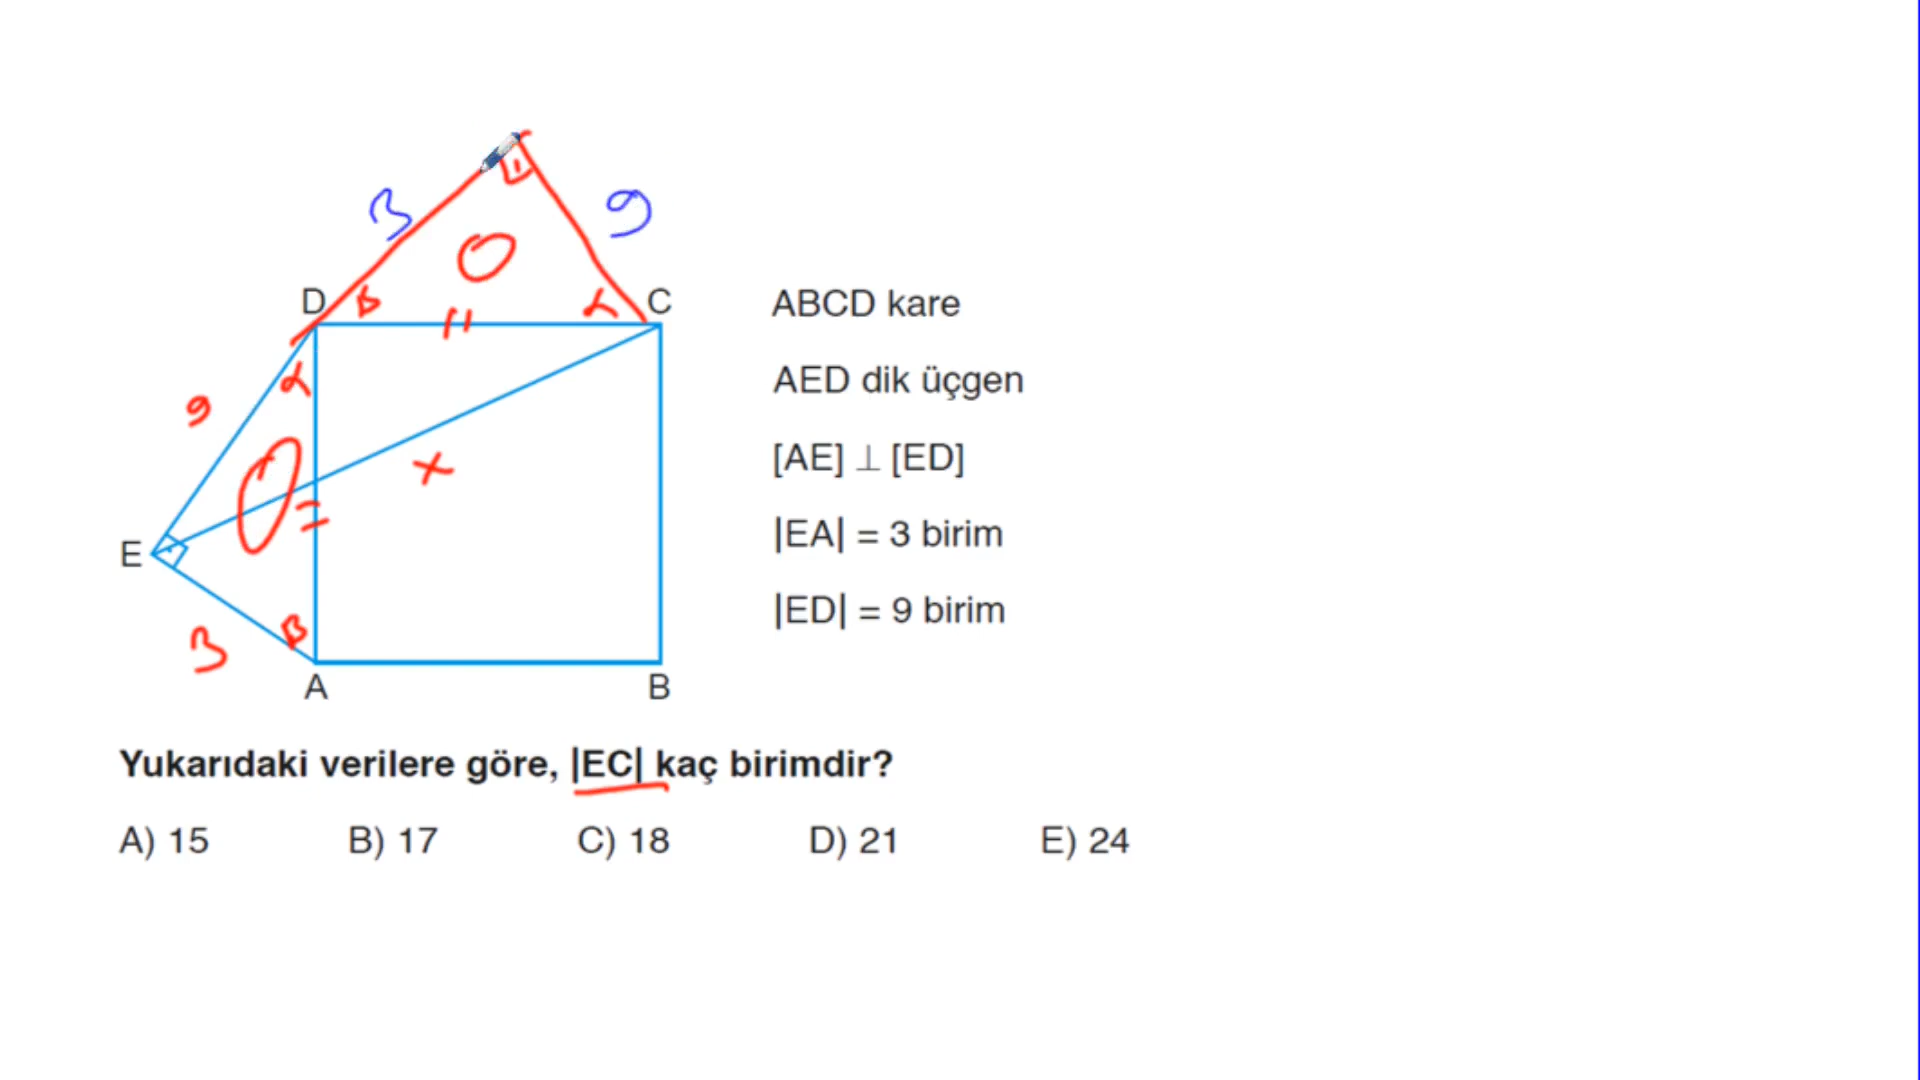 3
9
D
B
C
α
ABCD kare
α
AED dik üçgen
9
x
[AE] ⊥ [ED]
|EA| = 3 birim
E
|ED| = 9 birim
3
B
A
B
Yukarıdaki verilere göre, |EC| kaç birimdir?
A) 15 B) 17 C) 18 D) 21 E) 24